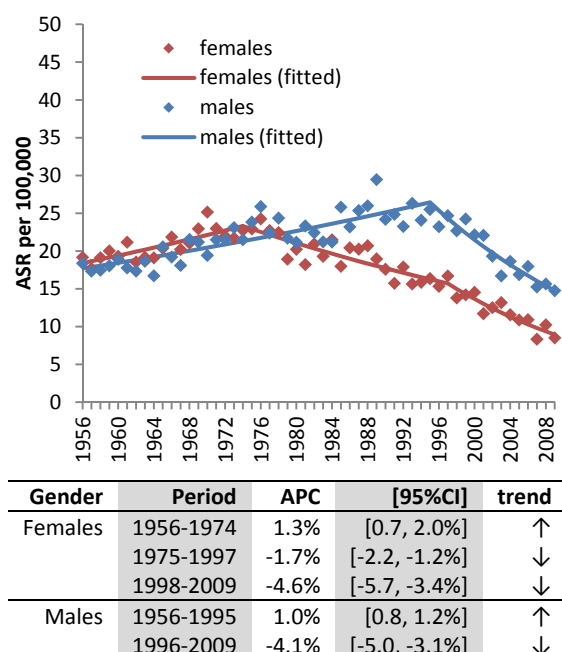 50
45
40
35
30
25
20
15
10
5
0
ASR per 100,000
females
females (fitted)
males
males (fitted)
1956 1960 1964 1968 1972 1976 1980 1984 1988 1992 1996 2000 2004 2008
Gender Period APC [95%CI] trend
Females 1956-1974 1.3% [0.7, 2.0%] ↑
1975-1997 -1.7% [-2.2, -1.2%] ↓
1998-2009 -4.6% [-5.7, -3.4%] ↓
Males 1956-1995 1.0% [0.8, 1.2%] ↑
1996-2009 -4.1% [-5.0, -3.1%] ↓